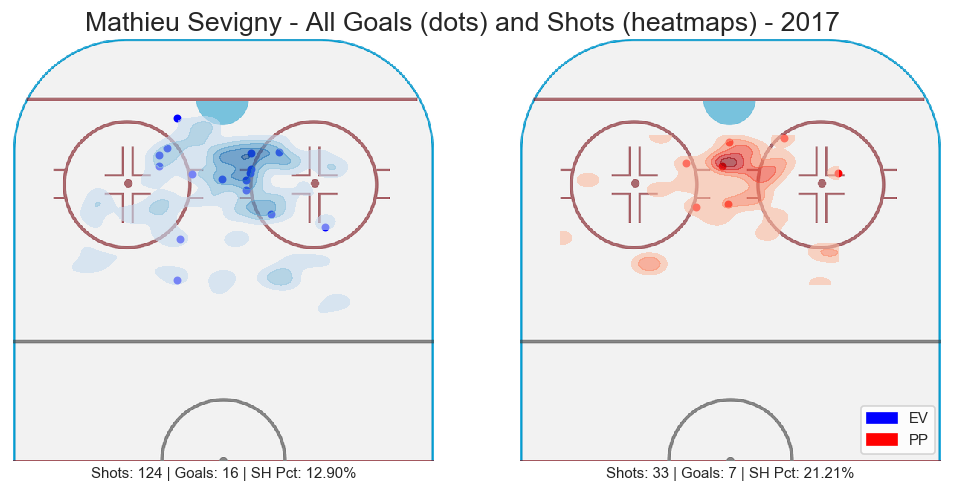 Mathieu Sevigny - All Goals (dots) and Shots (heatmaps) - 2017
EV
PP
Shots: 124 | Goals: 16 | SH Pct: 12.90%
Shots: 33 | Goals: 7 | SH Pct: 21.21%